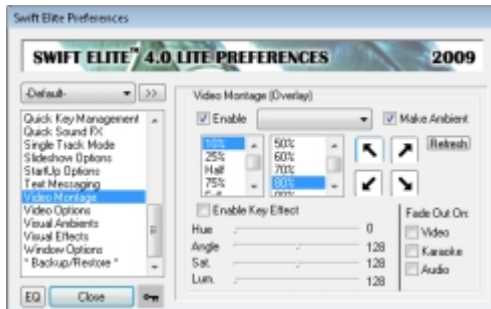 Swift Elite Preferences
SWIFT ELITE™ 4.0 LITE PREFERENCES 2009
-Default- >>
Quick Key Management
Quick Sound FX
Single Track Mode
Slideshow Options
StartUp Options
Text Messaging
Video Montage
Video Options
Visual Ambients
Visual Effects
Window Options
* Backup/Restore *
EQ Close
Video Montage (Overlay)
Enable Make Ambient
10% 50% Refresh
25% 60%
Half 70%
75% 80%
Enable Key Effect
Hue 0
Angle 128
Sat. 128
Lum. 128
Fade Out On:
Video
Karaoke
Audio